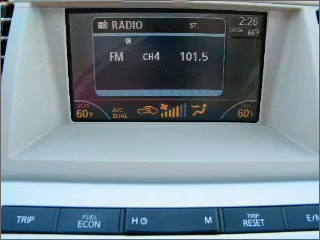 RADIO ST. 2:26
66°F
FM CH4 101.5
60°F A/C DUAL 60°F
TRIP FUEL ECON H M TRIP RESET E/M